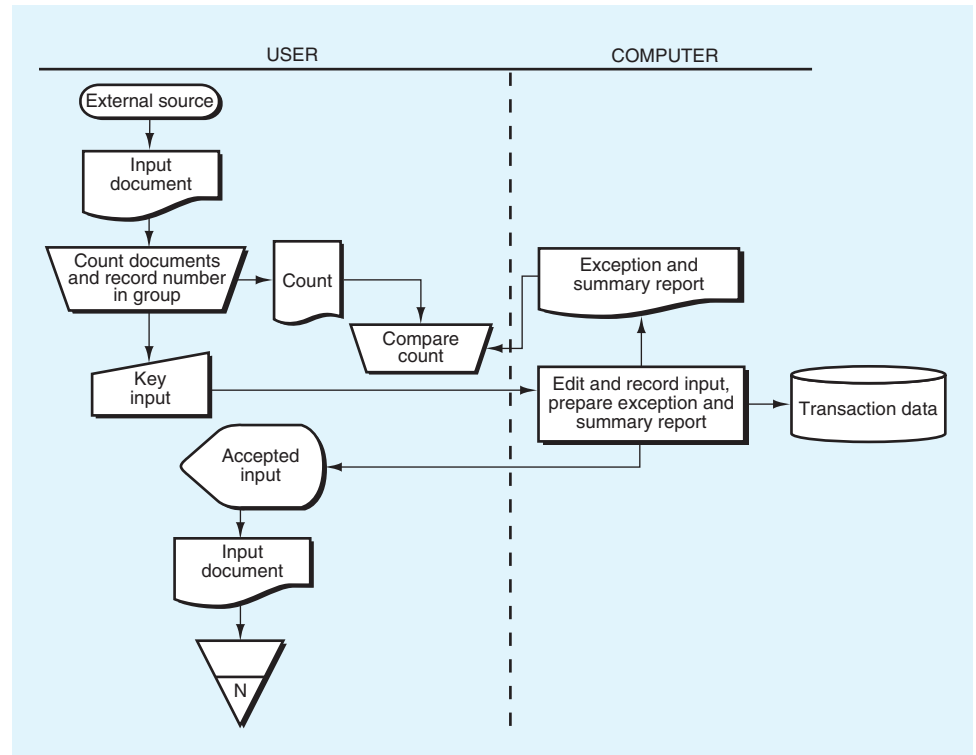 USER
COMPUTER
External source
Input
document
Count documents
and record number
in group
Count
Exception and
summary report
Compare
count
Key
input
Edit and record input,
prepare exception and
summary report
Transaction data
Accepted
input
Input
document
N